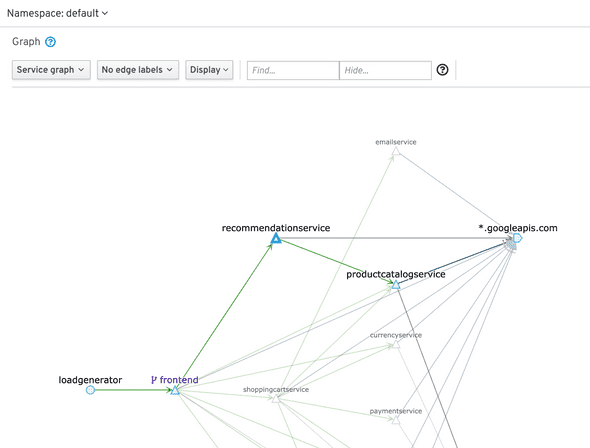 Namespace: default
Graph
Service graph No edge labels Display Find... Hide...
emailservice
recommendationservice *.googleapis.com
productcatalogservice
currencyservice
loadgenerator frontend
shoppingcartservice
paymentservice